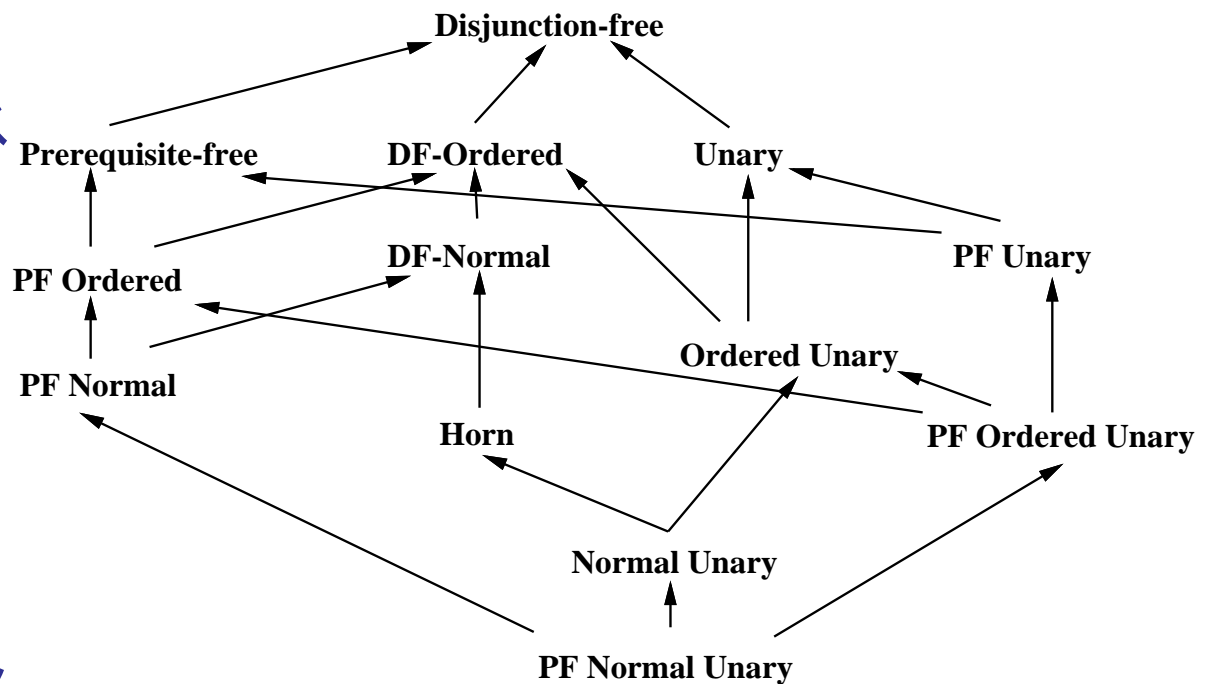 Disjunction-free
Prerequisite-free
DF-Ordered
Unary
PF Ordered
DF-Normal
PF Unary
PF Normal
Ordered Unary
Horn
PF Ordered Unary
Normal Unary
PF Normal Unary